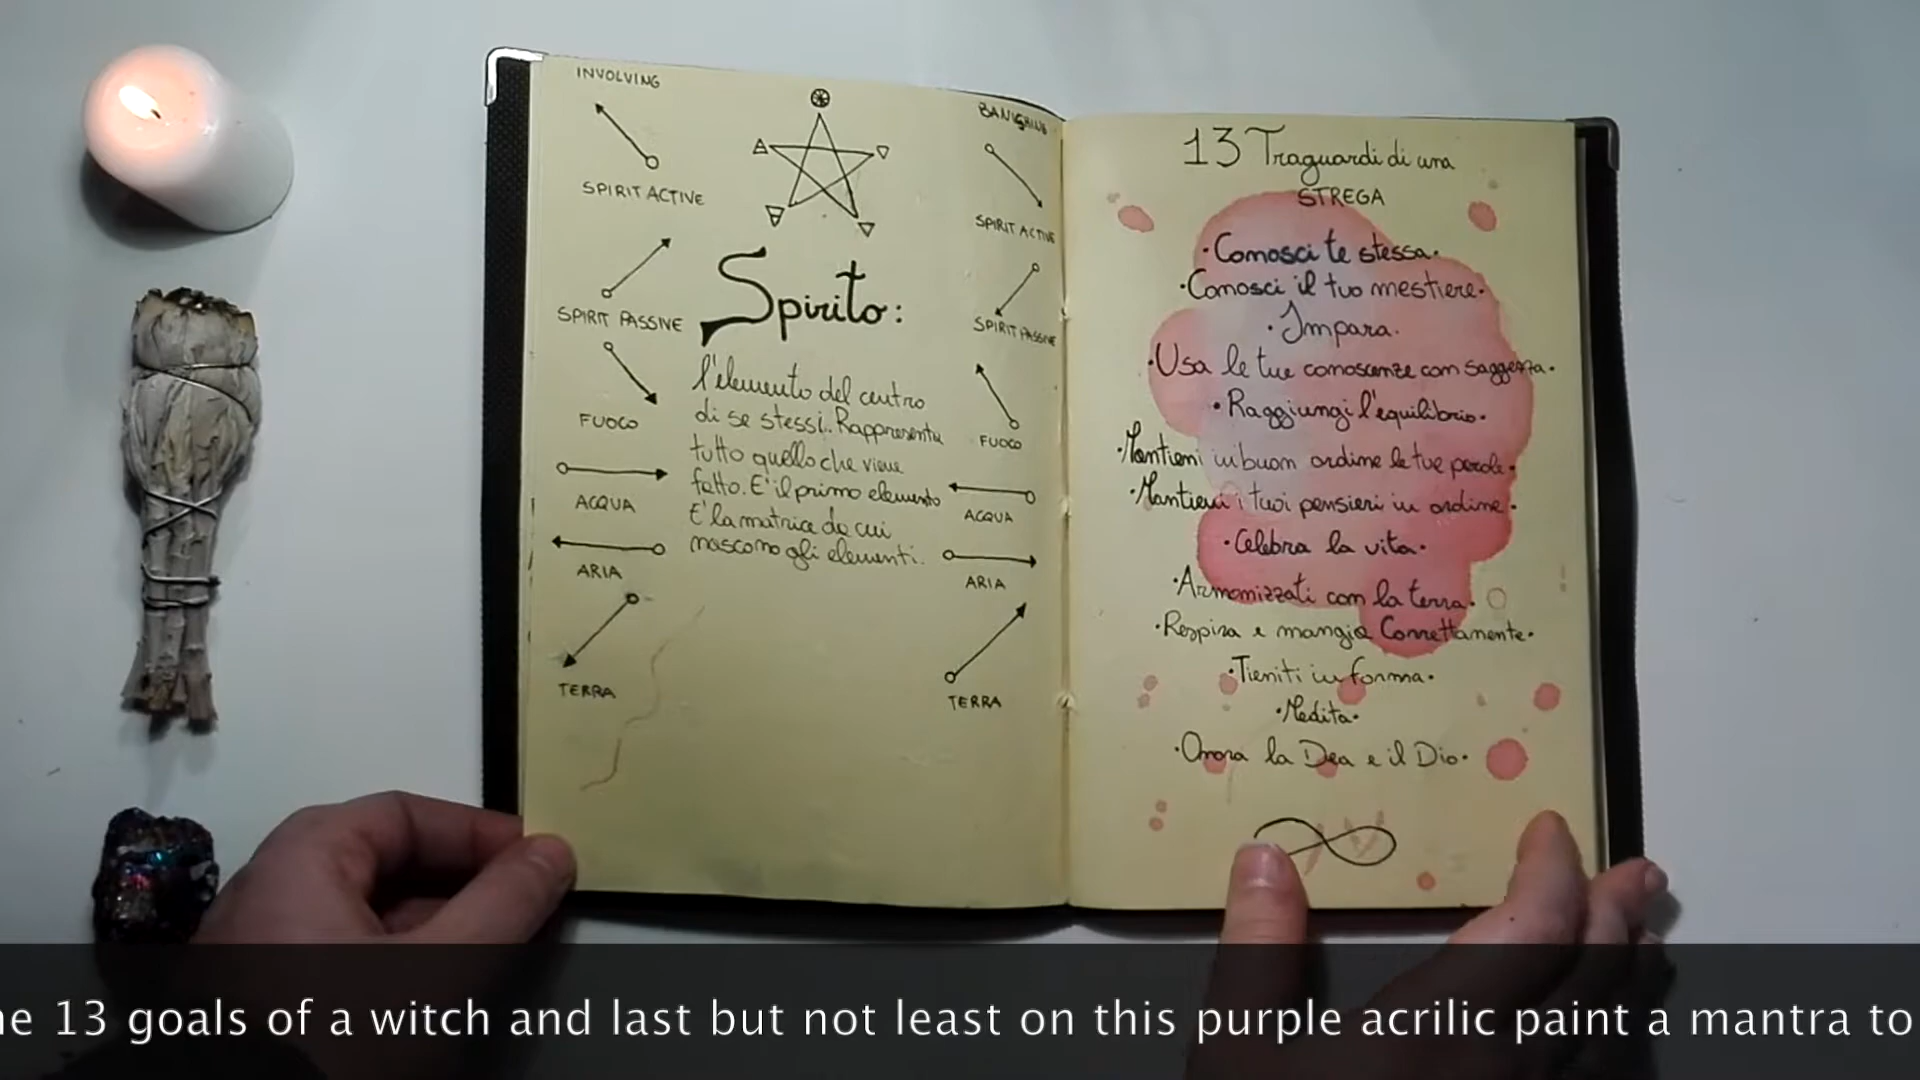 INVOLVING
SPIRIT ACTIVE
SPIRIT PASSIVE
FUOCO
ACQUA
ARIA
TERRA
Spirito:
l'elemento del centro
di se stessi. Rappresenta
tutto quello che viene
fatto. E' il primo elemento
E' la matrice da cui
nascono gli elementi.
BANISHING
SPIRIT ACTIVE
SPIRIT PASSIVE
FUOCO
ACQUA
ARIA
TERRA
13 Traguardi di una
STREGA
·Conosci te stessa·
·Conosci il tuo mestiere·
·Impara·
·Usa le tue conoscenze con saggezza·
·Raggiungi l'equilibrio·
·Mantieni in buon ordine le tue parole·
·Mantieni i tuoi pensieri in ordine·
·Celebra la vita·
·Armonizzati con la terra·
·Respira e mangia Correttamente·
·Tieniti in forma·
·Medita·
·Onora la Dea e il Dio·
ne 13 goals of a witch and last but not least on this purple acrilic paint a mantra to